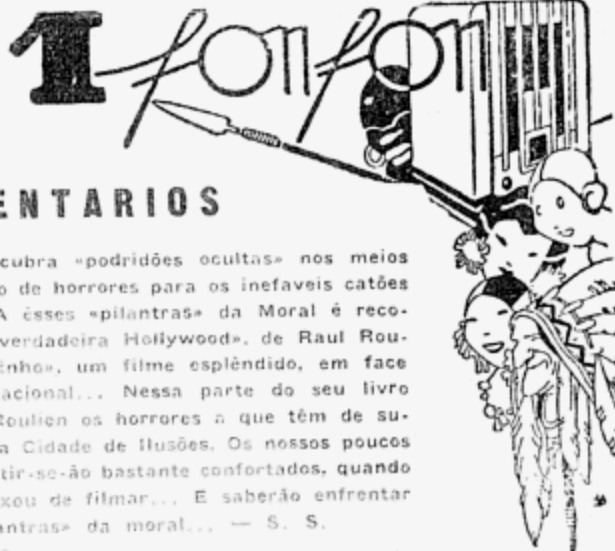 1 fon fon
ENTARIOS
cubra «podridões ocultas» nos meios
o de horrores para os inefaveis catões
A êsses «pilantras» da Moral é reco-
verdadeira Hollywood», de Raul Rou-
Enho», um filme esplêndido, em face
acional... Nessa parte do seu livro
Roulien os horrores a que têm de su-
a Cidade de Ilusões. Os nossos poucos
tir-se-ão bastante confortados, quando
xou de filmar... E saberão enfrentar
antras» da moral... — S. S.